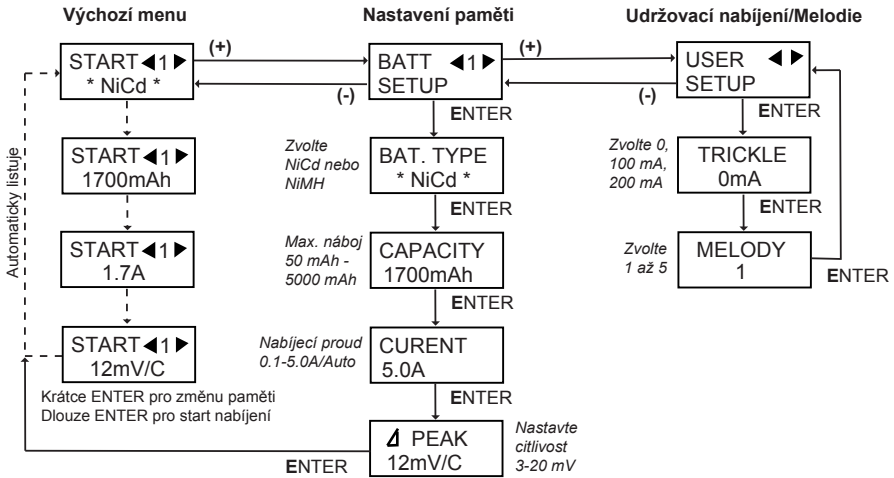 Výchozí menu
START ◀1▶
* NiCd *
START ◀1▶
1700mAh
START ◀1▶
1.7A
START ◀1▶
12mV/C
Automaticky listuje
Krátce ENTER pro změnu paměti
Dlouze ENTER pro start nabíjení
(+)
(-)
Nastavení paměti
BATT ◀1▶
SETUP
ENTER
Zvolte
NiCd nebo
NiMH
BAT. TYPE
* NiCd *
ENTER
Max. náboj
50 mAh -
5000 mAh
CAPACITY
1700mAh
ENTER
Nabíjecí proud
0.1-5.0A/Auto
CURENT
5.0A
ENTER
⊿ PEAK
12mV/C
Nastavte
citlivost
3-20 mV
ENTER
(+)
(-)
Udržovací nabíjení/Melodie
USER ◀ ▶
SETUP
ENTER
Zvolte 0,
100 mA,
200 mA
TRICKLE
0mA
ENTER
Zvolte
1 až 5
MELODY
1
ENTER